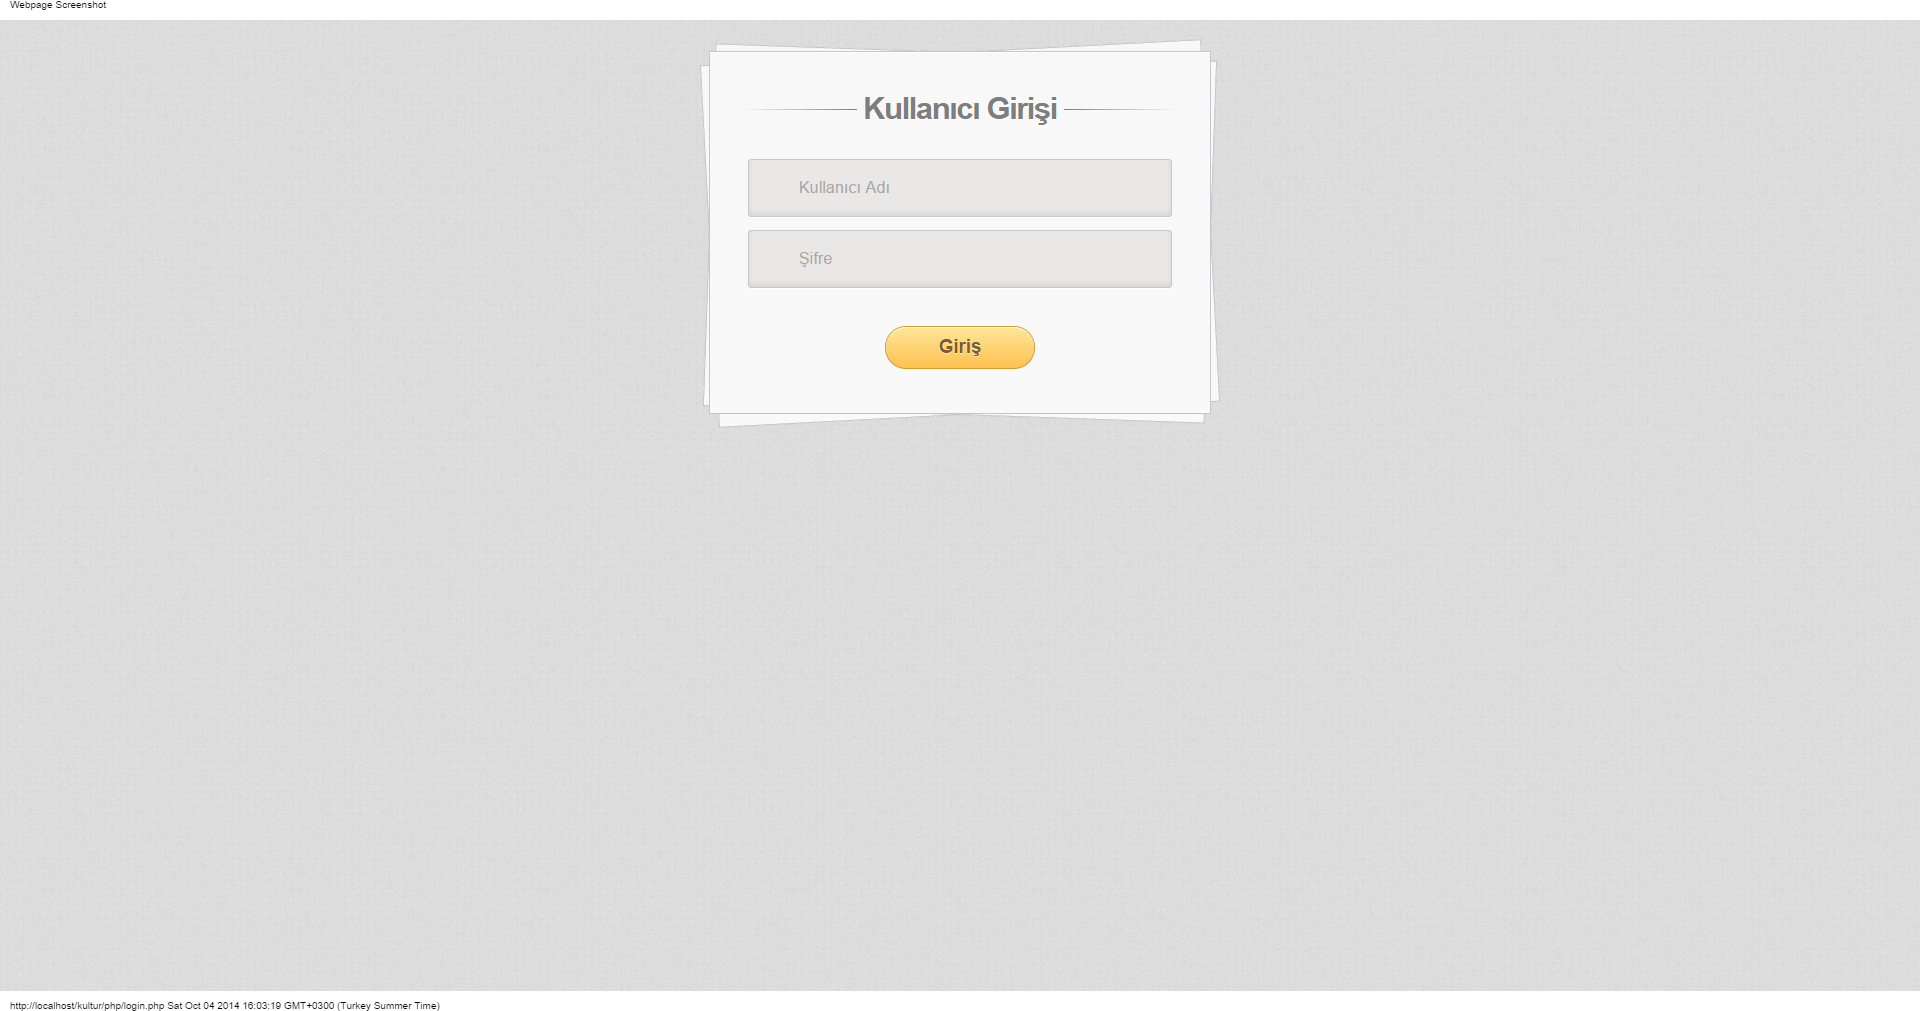 Webpage Screenshot
Kullanıcı Girişi
Kullanıcı Adı
Şifre
Giriş
http://localhost/kultur/php/login.php Sat Oct 04 2014 16:03:19 GMT+0300 (Turkey Summer Time)